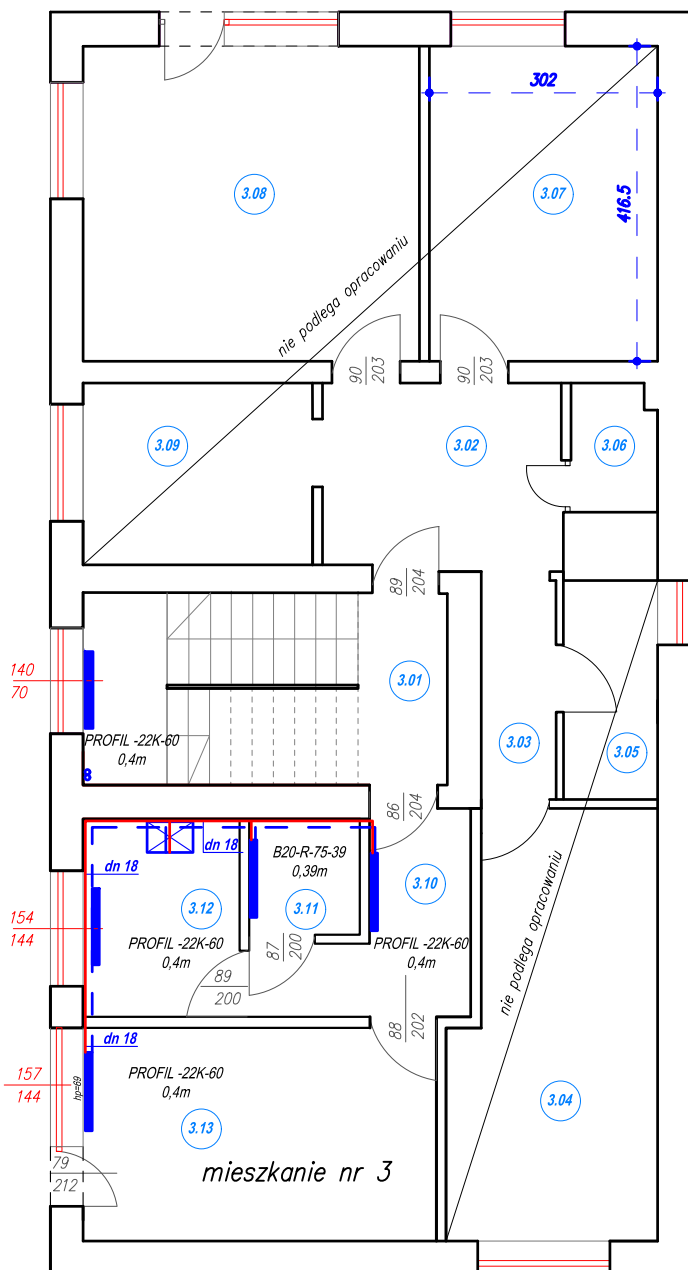 302
3.08
3.07
416.5
nie podlega opracowaniu
90
203
90
203
3.09
3.02
3.06
89
204
140
70
3.01
PROFIL -22K-60
0,4m
8
3.03
3.05
86
204
dn 18
dn 18
B20-R-75-39
0,39m
3.10
3.12
3.11
154
144
PROFIL -22K-60
0,4m
87
200
PROFIL -22K-60
0,4m
89
200
nie podlega opracowaniu
88
202
dn 18
157
144
hp=69
PROFIL -22K-60
0,4m
3.13
3.04
79
212
mieszkanie nr 3